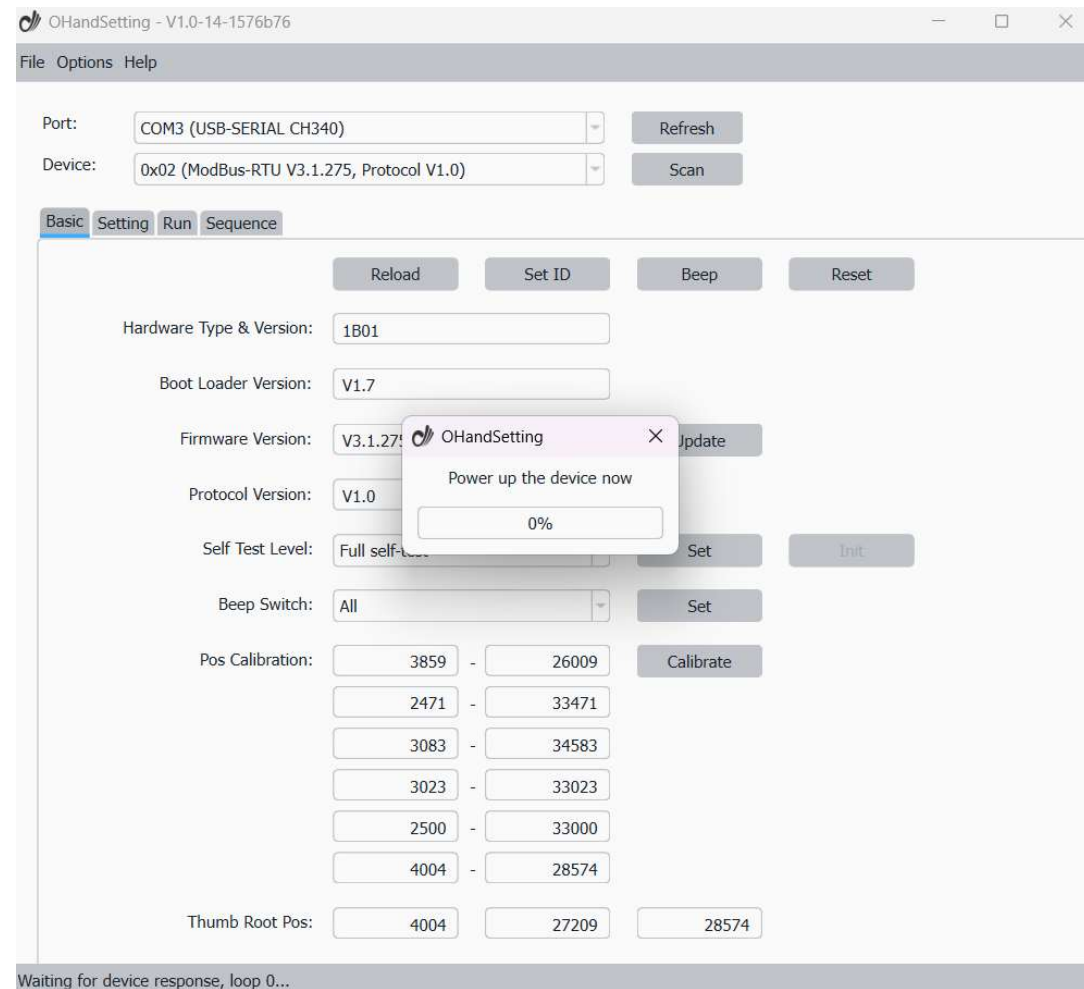 OHandSetting - V1.0-14-1576b76
File Options Help
Port: COM3 (USB-SERIAL CH340) Refresh
Device: 0x02 (ModBus-RTU V3.1.275, Protocol V1.0) Scan
Basic Setting Run Sequence
Reload Set ID Beep Reset
Hardware Type & Version: 1B01
Boot Loader Version: V1.7
Firmware Version: V3.1.275
OHandSetting
Power up the device now
0%
Protocol Version: V1.0
Self Test Level: Set Init
Beep Switch: All Set
Pos Calibration: 3859 - 26009 Calibrate
2471 - 33471
3083 - 34583
3023 - 33023
2500 - 33000
4004 - 28574
Thumb Root Pos: 4004 27209 28574
Waiting for device response, loop 0...